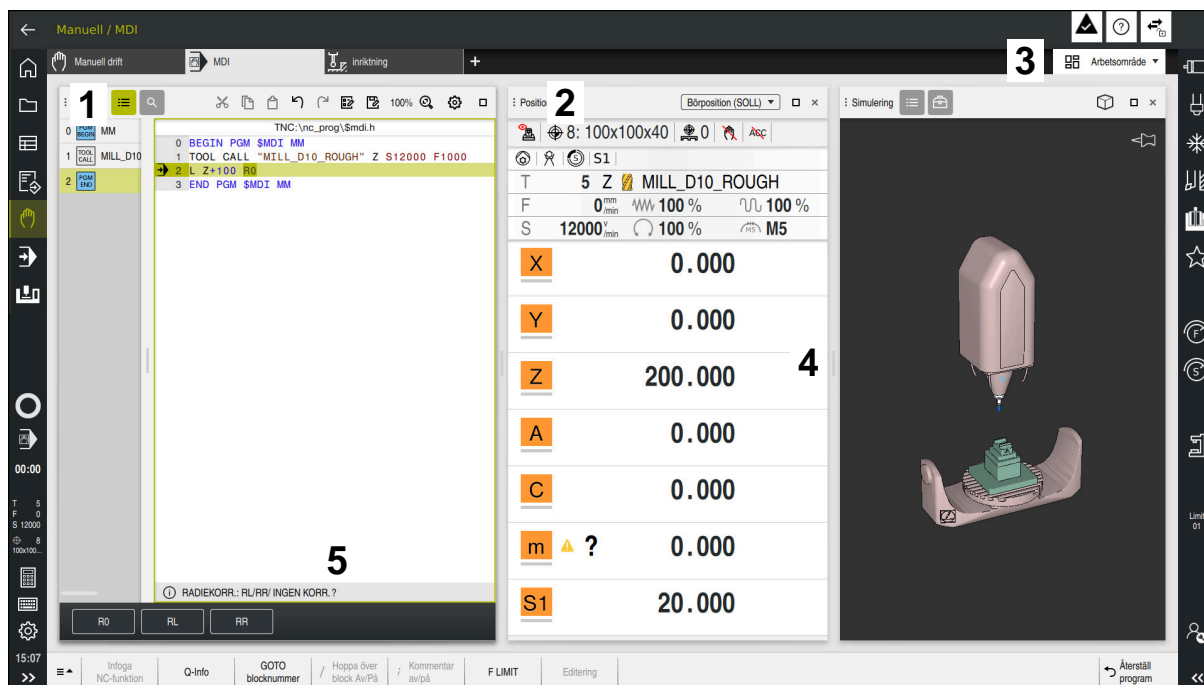 Manuell / MDI
Manuell drift
MDI
inriktning
+
3
Arbetsområde
1
100%
0 PGM BEGIN MM
1 TOOL CALL MILL_D10
2 PGM END
TNC:\nc_prog\$mdi.h
0 BEGIN PGM $MDI MM
1 TOOL CALL "MILL_D10_ROUGH" Z S12000 F1000
2 L Z+100 R0
3 END PGM $MDI MM
5
RADIEKORR.: RL/RR/ INGEN KORR.?
R0 RL RR
Position
2
Börposition (SOLL)
8: 100x100x40 0 ACC
S S1
T 5 Z MILL_D10_ROUGH
F 0 mm/min 100 % 100 %
S 12000 v/min 100 % MS M5
X 0.000
Y 0.000
4
Z 200.000
A 0.000
C 0.000
m ? 0.000
S1 20.000
Simulering
00:00
T 5
F 0
S 12000
8
100x100...
15:07
F
S
Limit
01
Infoga
NC-funktion
Q-Info
GOTO
blocknummer
/ Hoppa över
block Av/På
; Kommentar
av/på
F LIMIT
Editering
Återställ
program